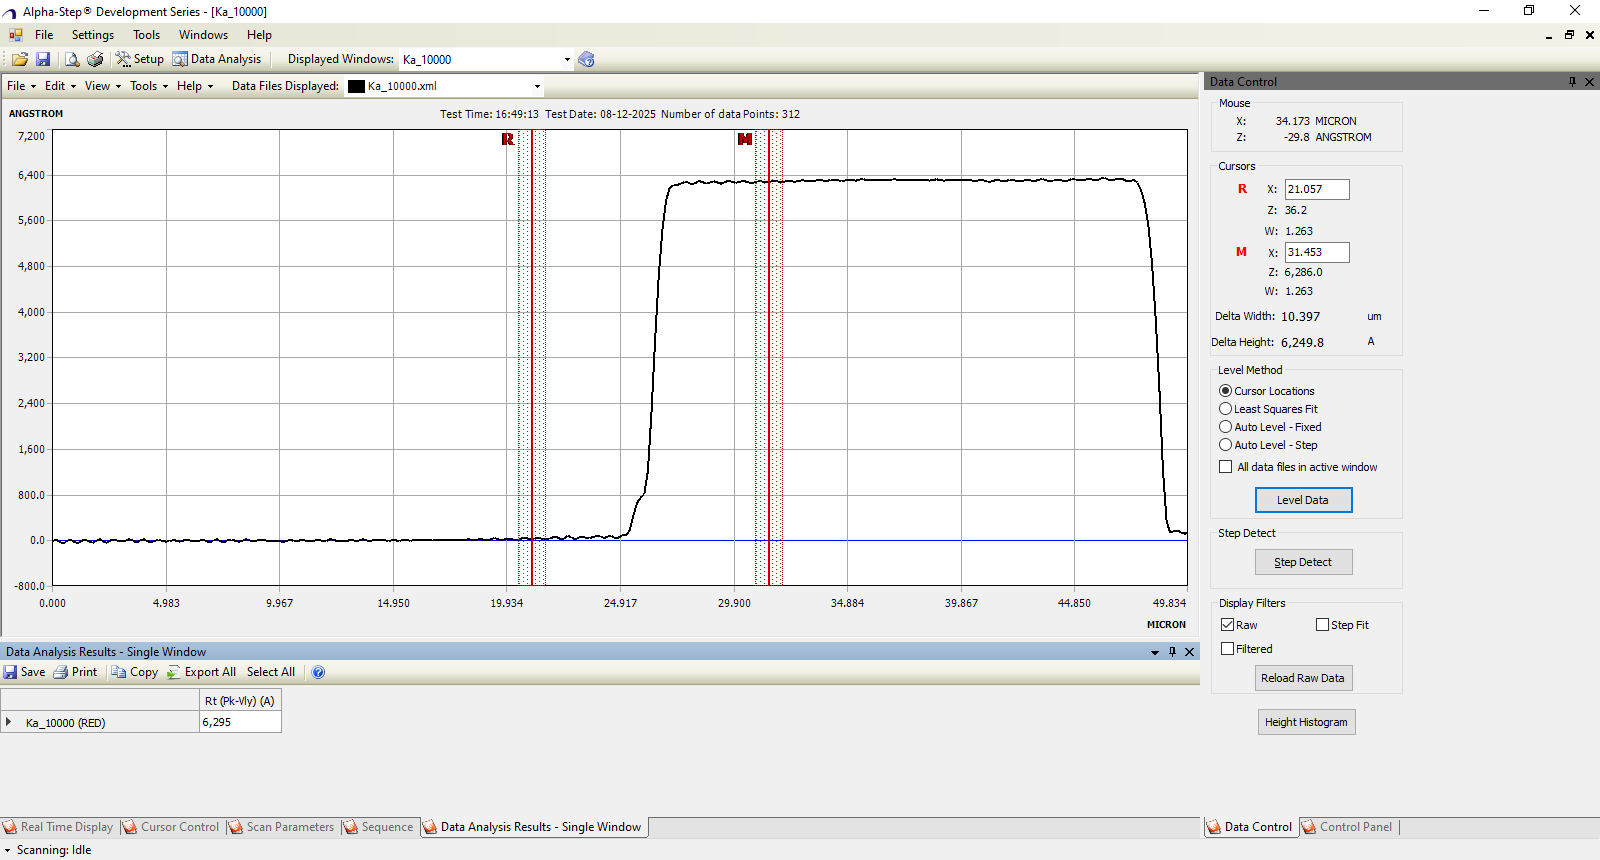 Alpha-Step® Development Series - [Ka_10000]
File Settings Tools Windows Help
Setup Data Analysis Displayed Windows: Ka_10000
File Edit View Tools Help Data Files Displayed: Ka_10000.xml
ANGSTROM
Test Time: 16:49:13 Test Date: 08-12-2025 Number of data Points: 312
R M
7,200
6,400
5,600
4,800
4,000
3,200
2,400
1,600
800.0
0.0
-800.0
0.000 4.983 9.967 14.950 19.934 24.917 29.900 34.884 39.867 44.850 49.834
MICRON
Data Analysis Results - Single Window
Save Print Copy Export All Select All
Rt (Pk-Vly) (A)
Ka_10000 (RED) 6,295
Real Time Display Cursor Control Scan Parameters Sequence Data Analysis Results - Single Window
Scanning: Idle
Data Control
Mouse
X: 34.173 MICRON
Z: -29.8 ANGSTROM
Cursors
R X: 21.057
Z: 36.2
W: 1.263
M X: 31.453
Z: 6,286.0
W: 1.263
Delta Width: 10.397 um
Delta Height: 6,249.8 A
Level Method
Cursor Locations
Least Squares Fit
Auto Level - Fixed
Auto Level - Step
All data files in active window
Level Data
Step Detect
Step Detect
Display Filters
Raw Step Fit
Filtered
Reload Raw Data
Height Histogram
Data Control Control Panel